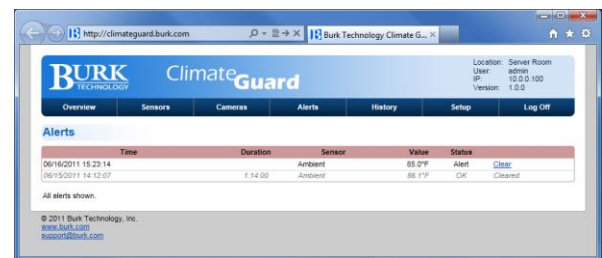 http://climateguard.burk.com
Burk Technology Climate G...
BURK TECHNOLOGY
ClimateGuard
Location: Server Room
User: admin
IP: 10.0.0.100
Version: 1.0.0
Overview Sensors Cameras Alerts History Setup Log Off
Alerts
Time Duration Sensor Value Status
06/16/2011 15:23:14 Ambient 85.0°F Alert Clear
06/15/2011 14:12:07 1:14:00 Ambient 86.1°F OK Cleared
All alerts shown.
© 2011 Burk Technology, Inc.
www.burk.com
support@burk.com